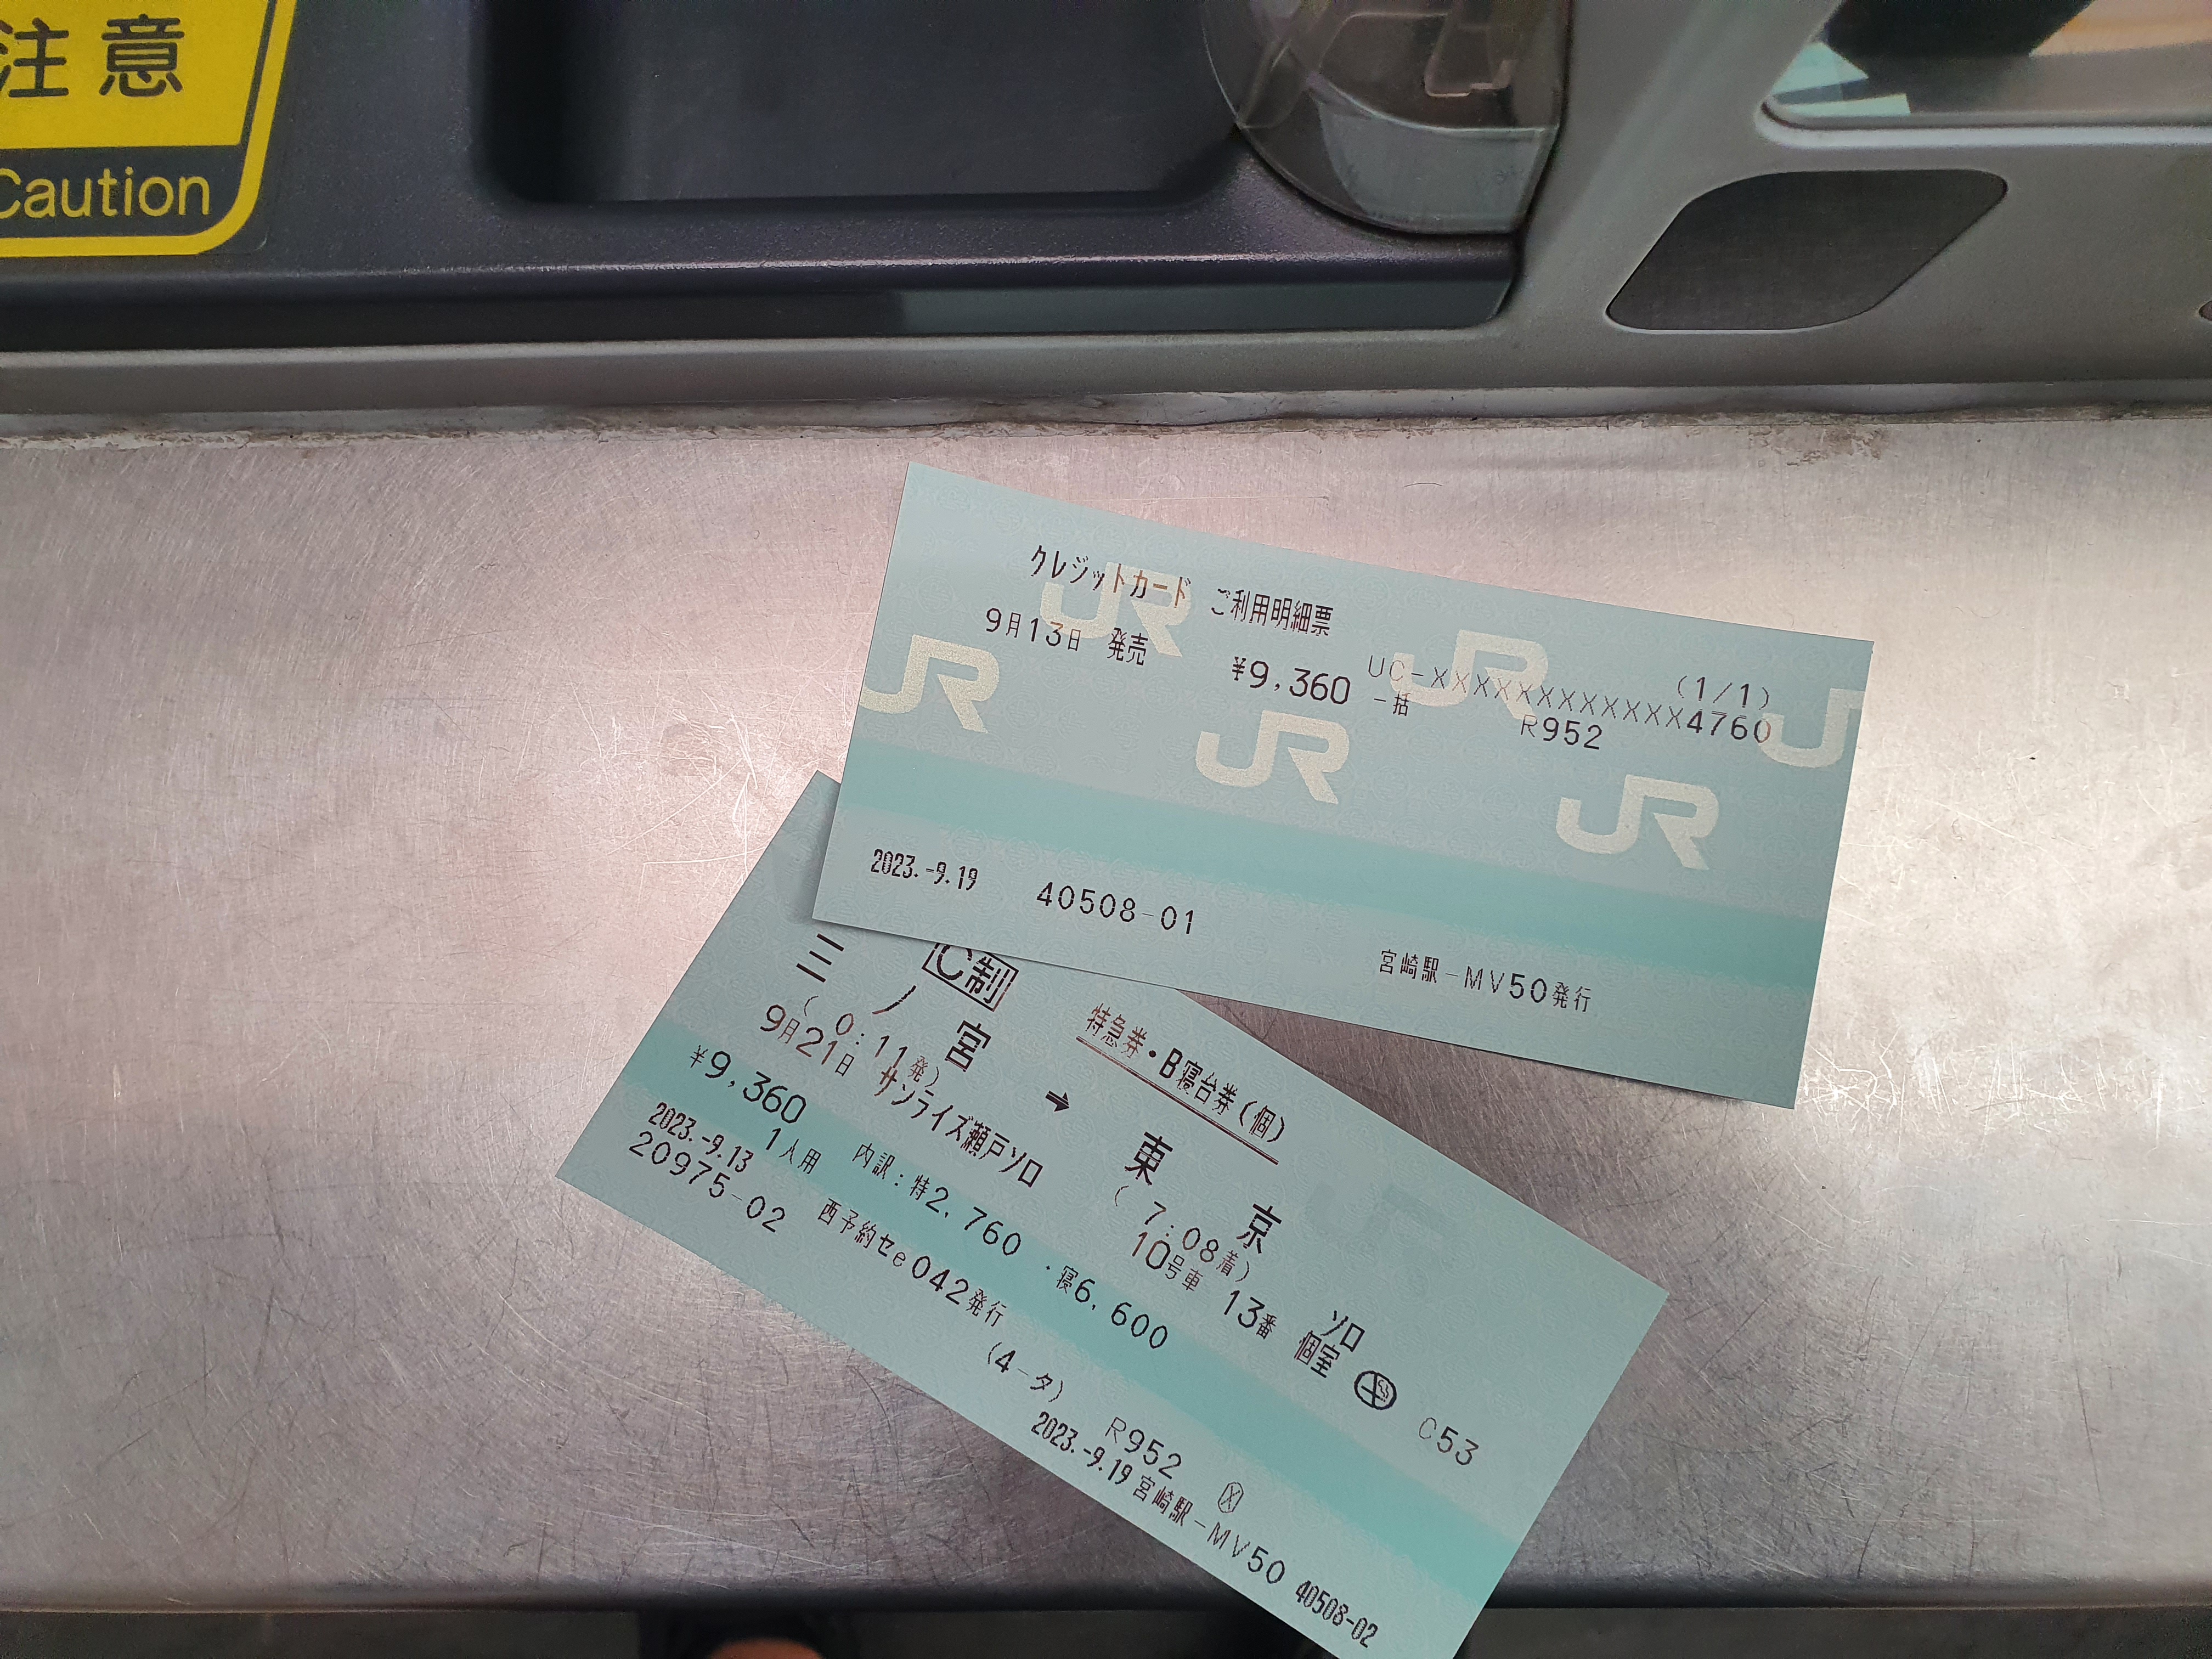 注意
Caution
クレジットカード ご利用明細票
9月13日 発売 ¥9,360 一括 UC-XXXXXXXXXXXX4760 (1/1)
R952
JR JR JR JR JR
2023.-9.19 40508-01 宮崎駅-MV50発行
C制 特急券・B寝台券(個)
三ノ宮 → 東京
(0:11発) (7:08着)
9月21日 サンライズ瀬戸ソロ 10号車 13番 ソロ 個室 C53
¥9,360 内訳:特2,760・寝6,600
1人用
2023.-9.13 西予約セe042発行
20975-02 (4-タ) R952
2023.-9.19 宮崎駅-MV50 40508-02